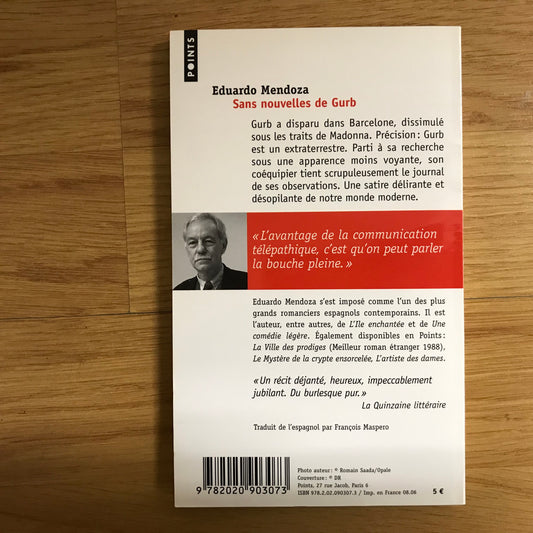 POINTS
Eduardo Mendoza
Sans nouvelles de Gurb
Gurb a disparu dans Barcelone, dissimulé
sous les traits de Madonna. Précision : Gurb
est un extraterrestre. Parti à sa recherche
sous une apparence moins voyante, son
coéquipier tient scrupuleusement le journal
de ses observations. Une satire délirante et
désopilante de notre monde moderne.
« L'avantage de la communication
télépathique, c'est qu'on peut parler
la bouche pleine. »
Eduardo Mendoza s'est imposé comme l'un des plus
grands romanciers espagnols contemporains. Il est
l'auteur, entre autres, de L'Ile enchantée et de Une
comédie légère. Également disponibles en Points :
La Ville des prodiges (Meilleur roman étranger 1988),
Le Mystère de la crypte ensorcelée, L'artiste des dames.
« Un récit déjanté, heureux, impeccablement
jubilant. Du burlesque pur. »
La Quinzaine littéraire
Traduit de l'espagnol par François Maspero
9 782020 903073
Photo auteur : © Romain Saada/Opale
Couverture : © DR
Points, 27 rue Jacob, Paris 6
ISBN 978.2.02.090307.3 / Imp. en France 08.06
5 €